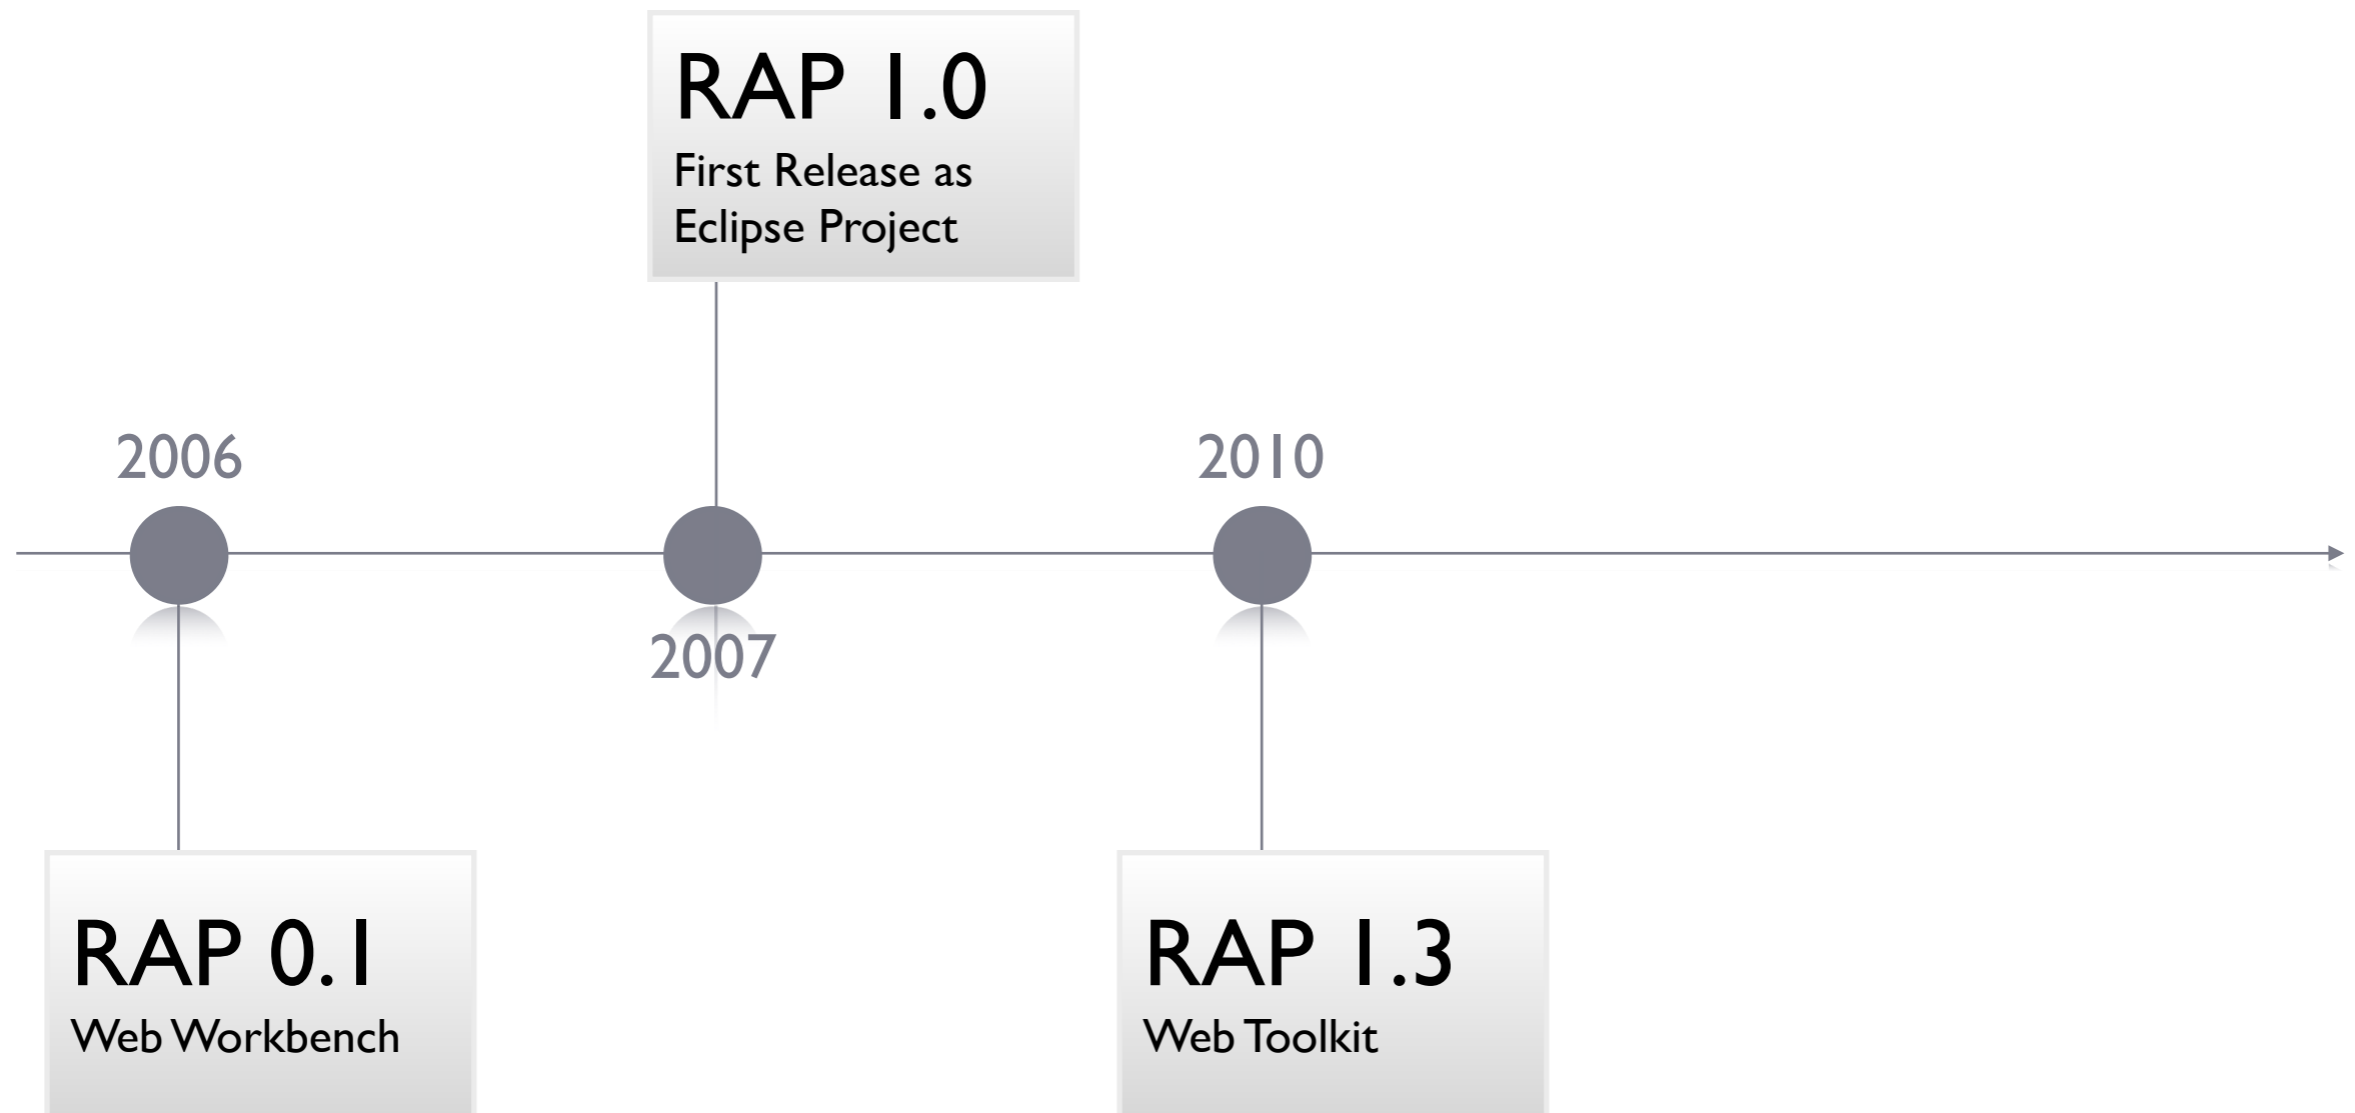 RAP 1.0
First Release as
Eclipse Project
2006
2010
2007
RAP 0.1
Web Workbench
RAP 1.3
Web Toolkit